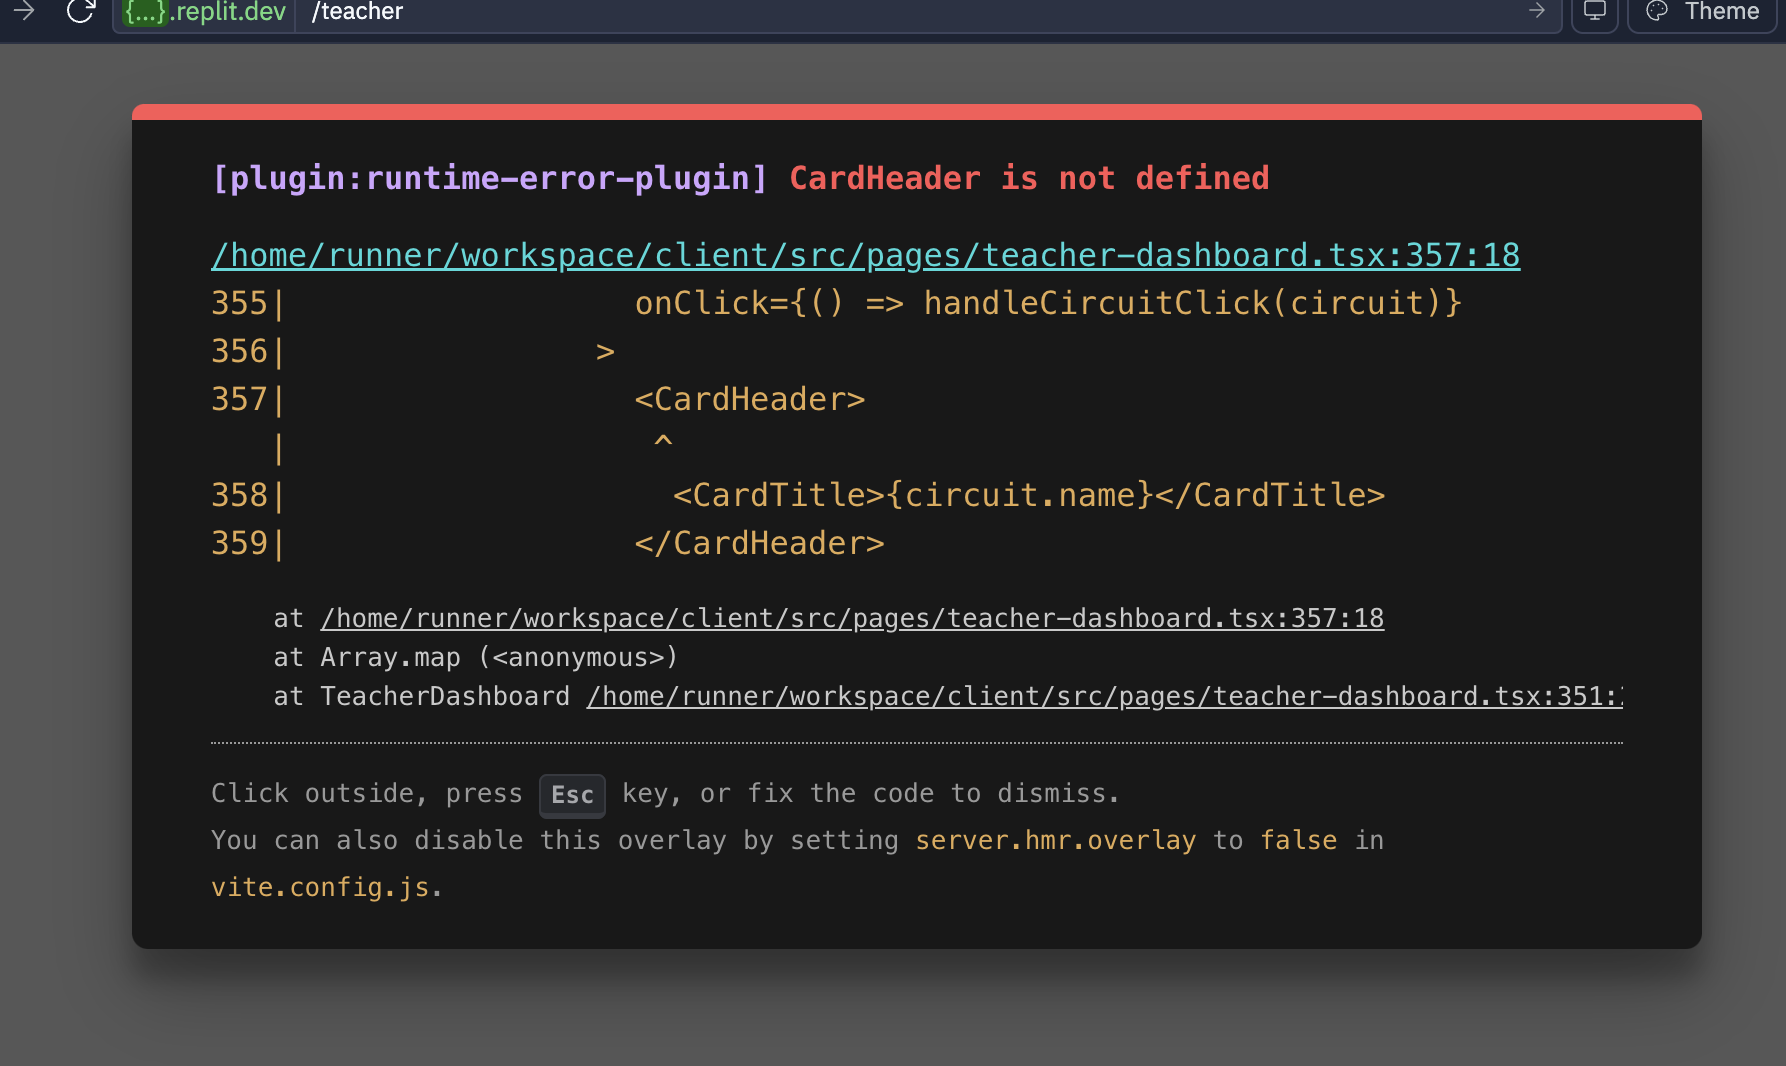 {...}.replit.dev /teacher Theme
[plugin:runtime-error-plugin] CardHeader is not defined
/home/runner/workspace/client/src/pages/teacher-dashboard.tsx:357:18
355| onClick={() => handleCircuitClick(circuit)}
356| >
357| <CardHeader>
| ^
358| <CardTitle>{circuit.name}</CardTitle>
359| </CardHeader>
at /home/runner/workspace/client/src/pages/teacher-dashboard.tsx:357:18
at Array.map (<anonymous>)
at TeacherDashboard /home/runner/workspace/client/src/pages/teacher-dashboard.tsx:351:
Click outside, press Esc key, or fix the code to dismiss.
You can also disable this overlay by setting server.hmr.overlay to false in
vite.config.js.